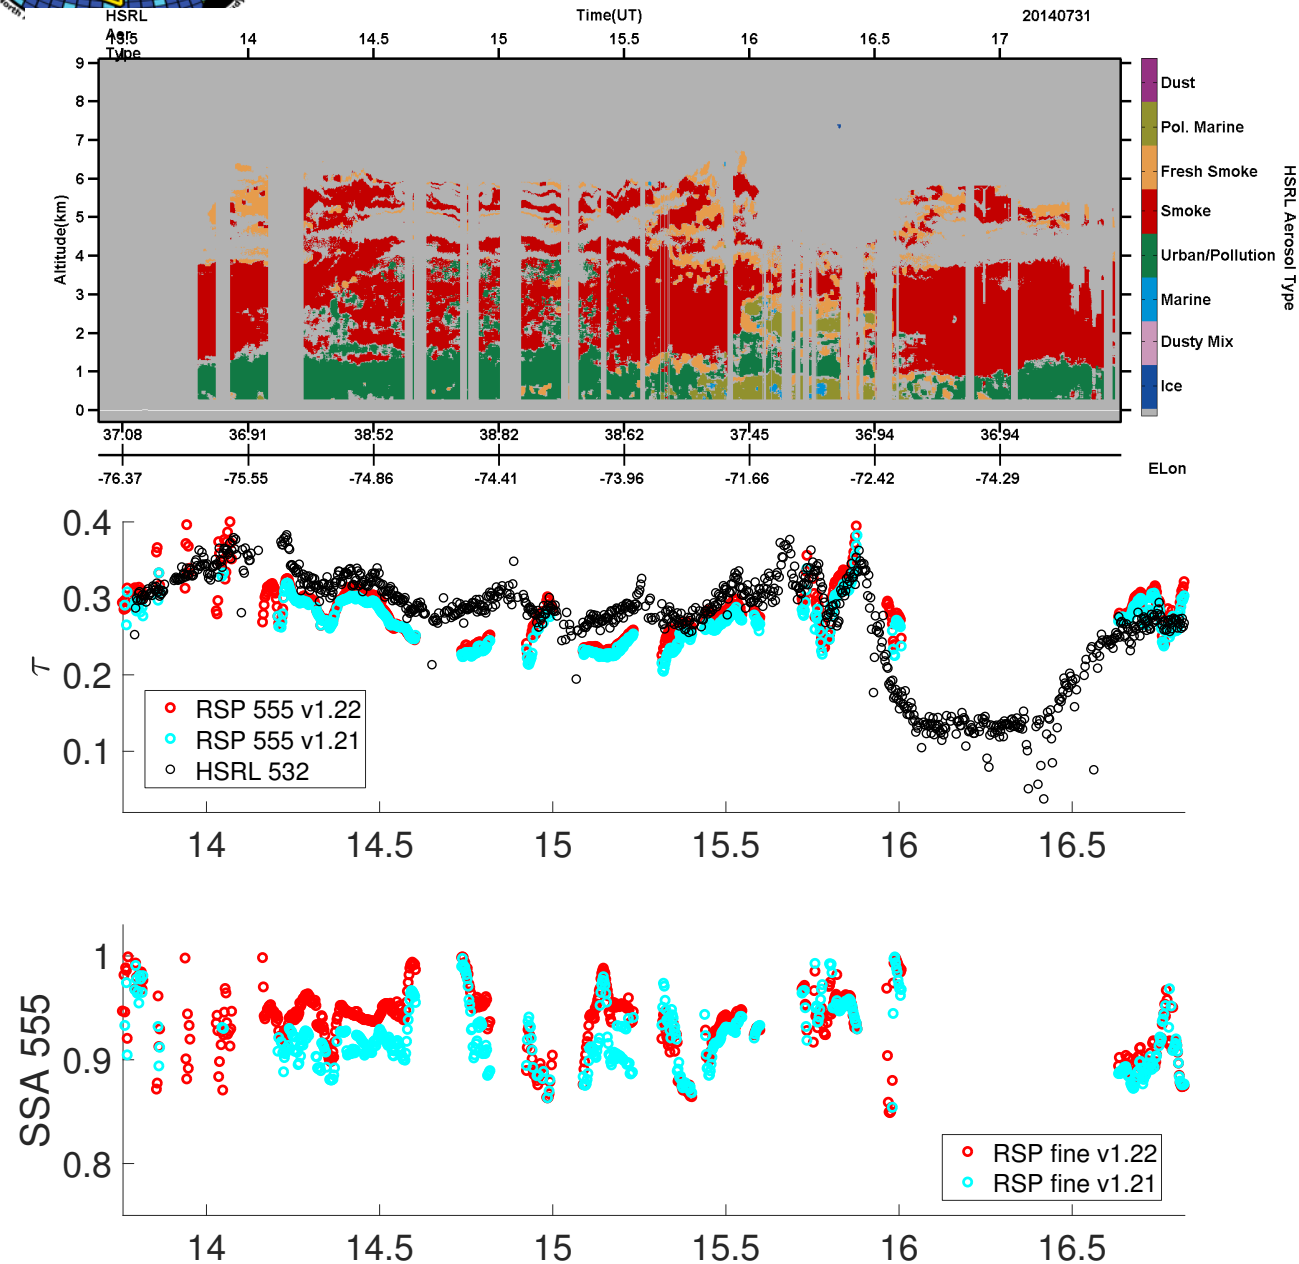 North
HSRL
Aer
Type
Time(UT)
20140731
13.5 14 14.5 15 15.5 16 16.5 17
Altitude(km)
9
8
7
6
5
4
3
2
1
0
Dust
Pol. Marine
Fresh Smoke
Smoke
Urban/Pollution
Marine
Dusty Mix
Ice
HSRL Aerosol Type
37:08 36:91 38:52 38:82 38:62 37:45 36:94 36:94
-76.37 -75.55 -74.86 -74.41 -73.96 -71.66 -72.42 -74.29
ELon
τ
0.4
0.3
0.2
0.1
RSP 555 v1.22
RSP 555 v1.21
HSRL 532
14 14.5 15 15.5 16 16.5
SSA 555
1
0.9
0.8
RSP fine v1.22
RSP fine v1.21
14 14.5 15 15.5 16 16.5